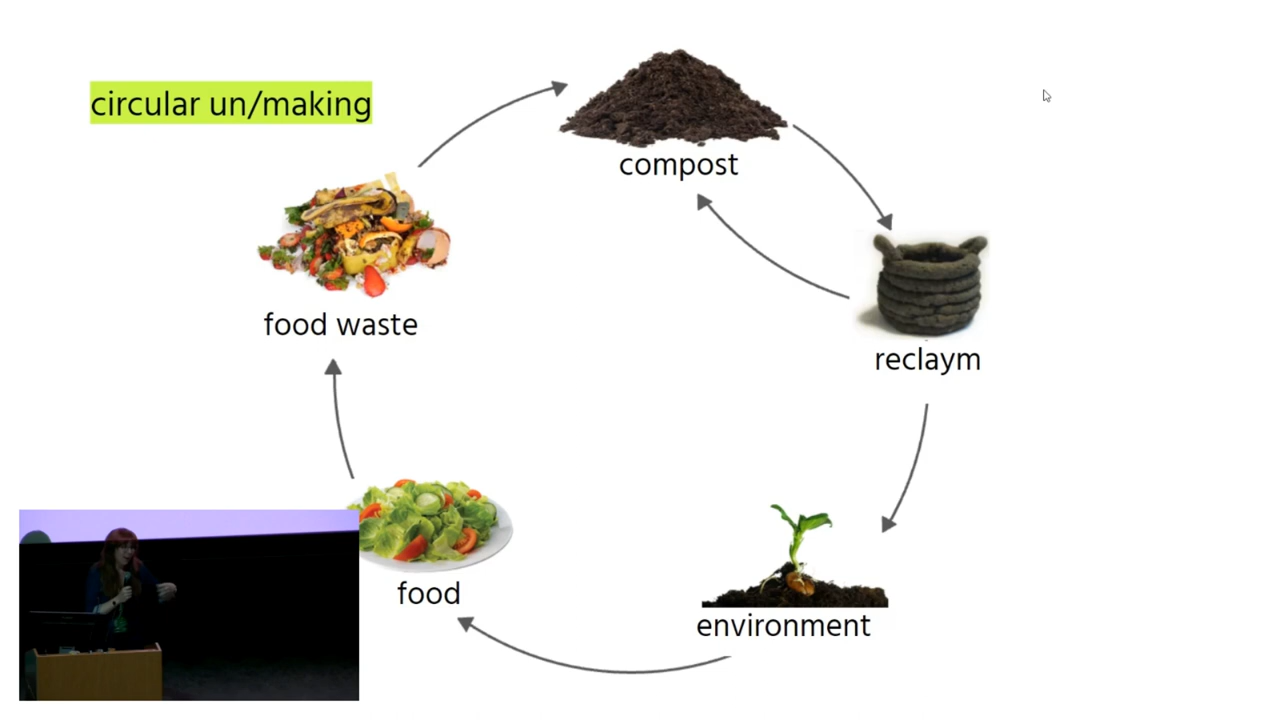 circular un/making
compost
food waste
reclaym
food
environment